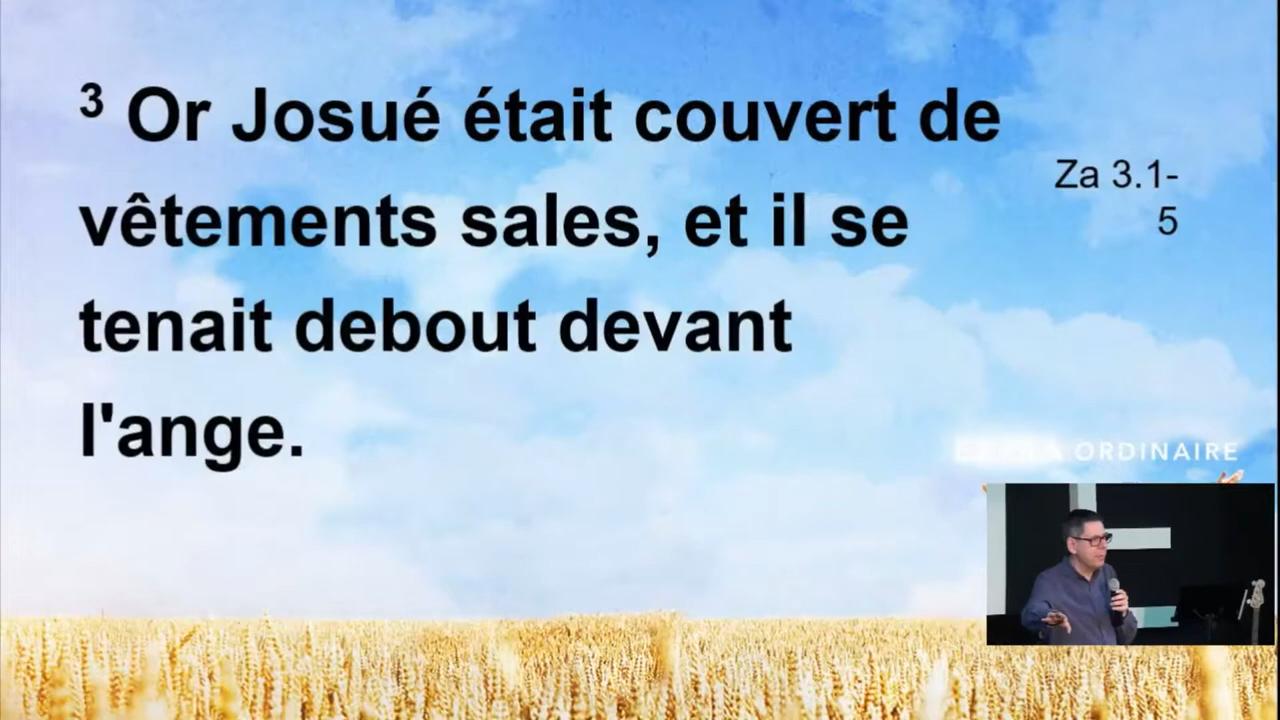 ³ Or Josué était couvert de
vêtements sales, et il se
tenait debout devant
l'ange.
Za 3.1-
5
ORDINAIRE